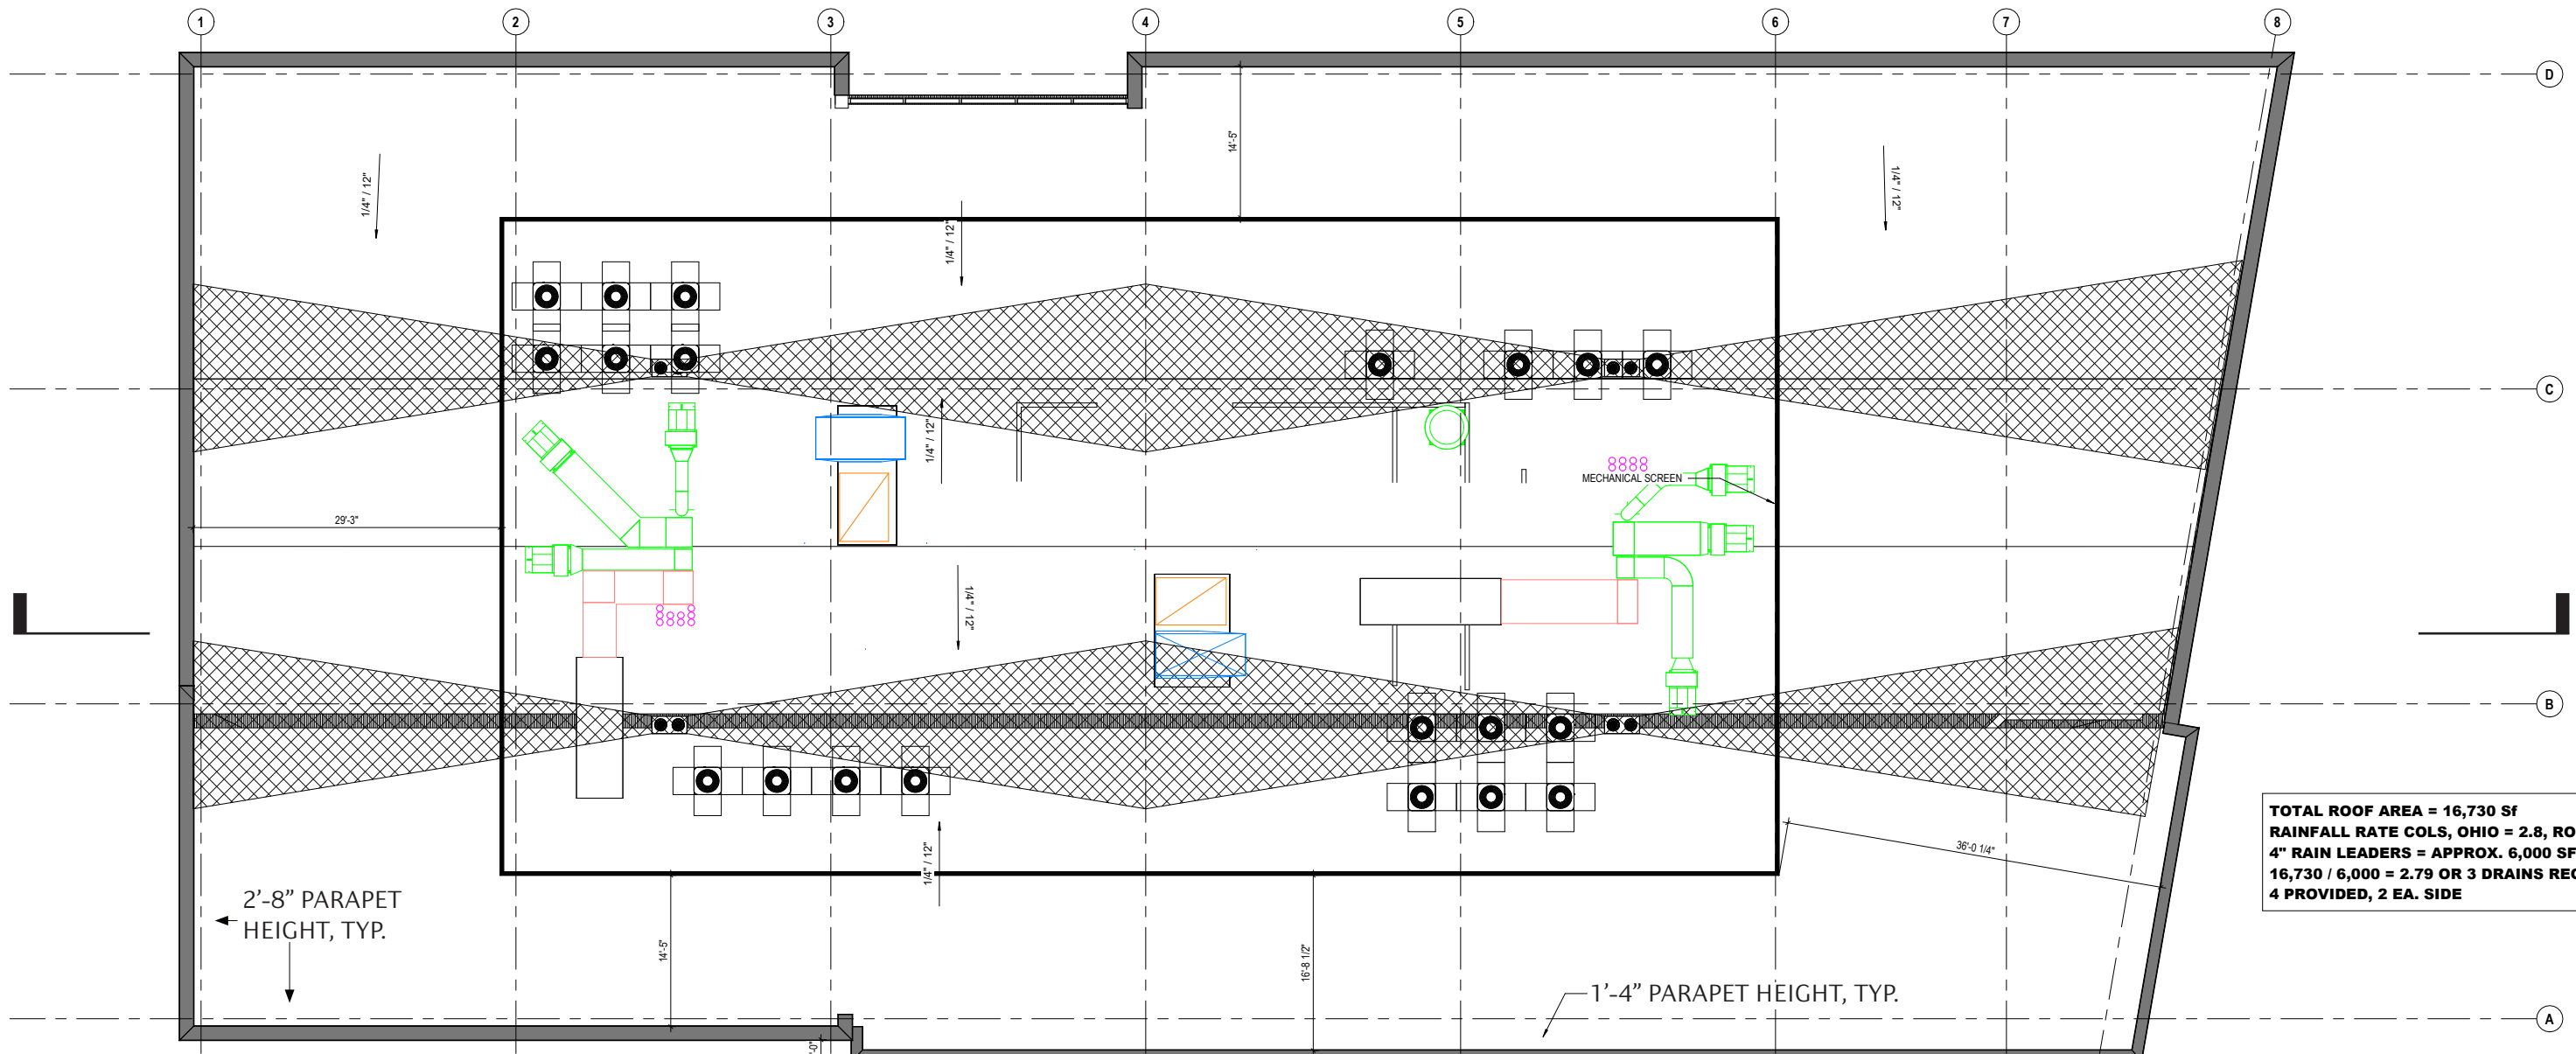 1 2 3 4 5 6 7 8
D
14'-5"
1/4" / 12"
1/4" / 12"
1/4" / 12"
C
1/4" / 12"
MECHANICAL SCREEN
29'-3"
1/4" / 12"
B
TOTAL ROOF AREA = 16,730 Sf
RAINFALL RATE COLS, OHIO = 2.8, RO
4" RAIN LEADERS = APPROX. 6,000 SF
16,730 / 6,000 = 2.79 OR 3 DRAINS REQ
4 PROVIDED, 2 EA. SIDE
36'-0 1/4"
1/4" / 12"
2’-8” PARAPET
HEIGHT, TYP.
14'-5"
16'-8 1/2"
1’-4” PARAPET HEIGHT, TYP.
A